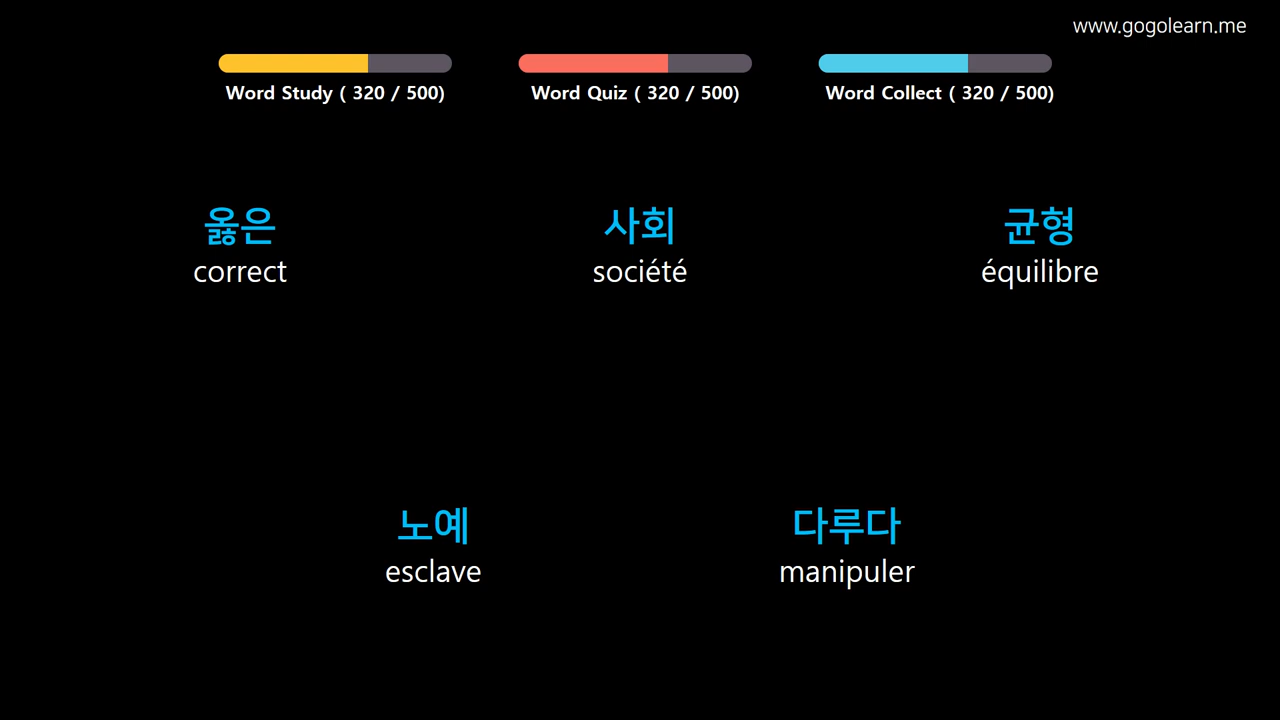 www.gogolearn.me
Word Study ( 320 / 500)
Word Quiz ( 320 / 500)
Word Collect ( 320 / 500)
옳은
correct
사회
société
균형
équilibre
노예
esclave
다루다
manipuler